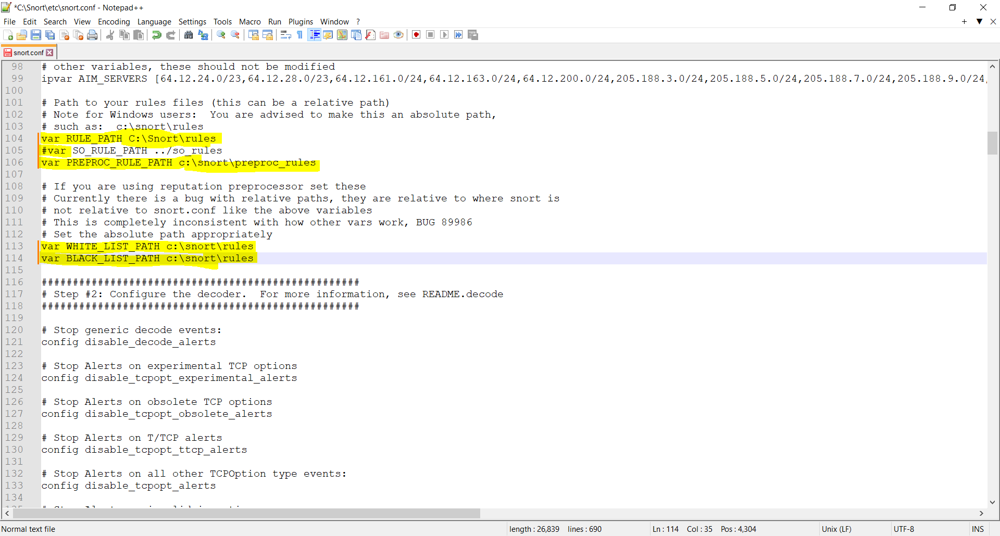 *C:\Snort\etc\snort.conf - Notepad++
File Edit Search View Encoding Language Settings Tools Macro Run Plugins Window ?
snort.conf
98 # other variables, these should not be modified
99 ipvar AIM_SERVERS [64.12.24.0/23,64.12.28.0/23,64.12.161.0/24,64.12.163.0/24,64.12.200.0/24,205.188.3.0/24,205.188.5.0/24,205.188.7.0/24,205.188.9.0/24,
100
101 # Path to your rules files (this can be a relative path)
102 # Note for Windows users:  You are advised to make this an absolute path,
103 # such as:  c:\snort\rules
104 var RULE_PATH C:\Snort\rules
105 #var SO_RULE_PATH ../so_rules
106 var PREPROC_RULE_PATH c:\snort\preproc_rules
107
108 # If you are using reputation preprocessor set these
109 # Currently there is a bug with relative paths, they are relative to where snort is
110 # not relative to snort.conf like the above variables
111 # This is completely inconsistent with how other vars work, BUG 89986
112 # Set the absolute path appropriately
113 var WHITE_LIST_PATH c:\snort\rules
114 var BLACK_LIST_PATH c:\snort\rules
115
116 ###################################################
117 # Step #2: Configure the decoder.  For more information, see README.decode
118 ###################################################
119
120 # Stop generic decode events:
121 config disable_decode_alerts
122
123 # Stop Alerts on experimental TCP options
124 config disable_tcpopt_experimental_alerts
125
126 # Stop Alerts on obsolete TCP options
127 config disable_tcpopt_obsolete_alerts
128
129 # Stop Alerts on T/TCP alerts
130 config disable_tcpopt_ttcp_alerts
131
132 # Stop Alerts on all other TCPOption type events:
133 config disable_tcpopt_alerts
134
Normal text file length : 26,839 lines : 690 Ln : 114 Col : 35 Pos : 4,304 Unix (LF) UTF-8 INS